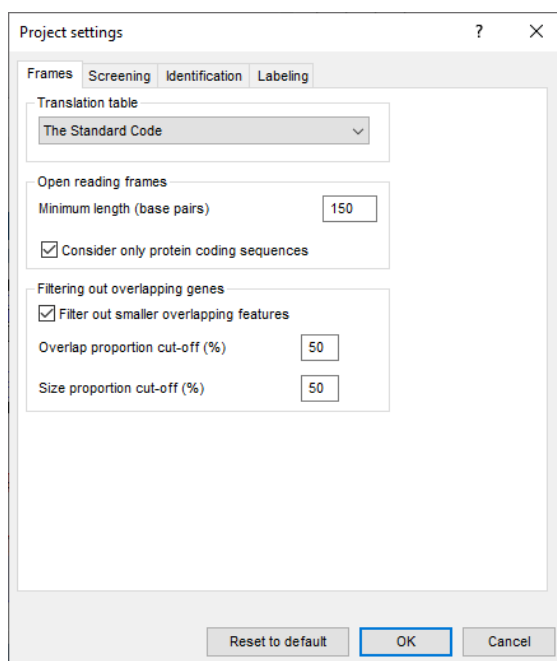 Project settings ?
Frames Screening Identification Labeling
Translation table
The Standard Code
Open reading frames
Minimum length (base pairs) 150
Consider only protein coding sequences
Filtering out overlapping genes
Filter out smaller overlapping features
Overlap proportion cut-off (%) 50
Size proportion cut-off (%) 50
Reset to default OK Cancel